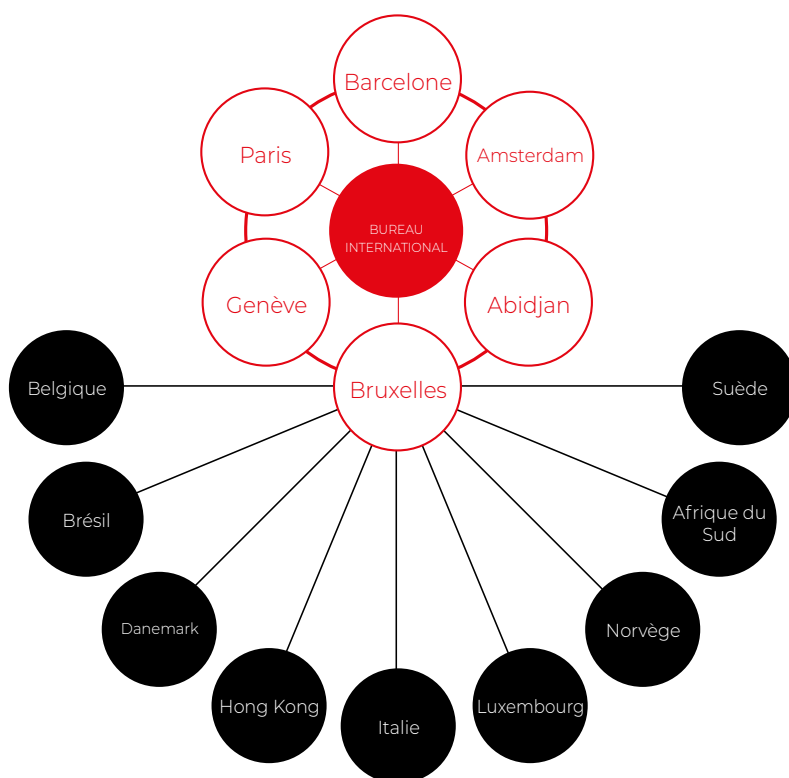 Barcelone
Paris
Amsterdam
BUREAU
INTERNATIONAL
Genève
Abidjan
Bruxelles
Belgique
Suède
Brésil
Afrique du
Sud
Danemark
Norvège
Hong Kong
Luxembourg
Italie